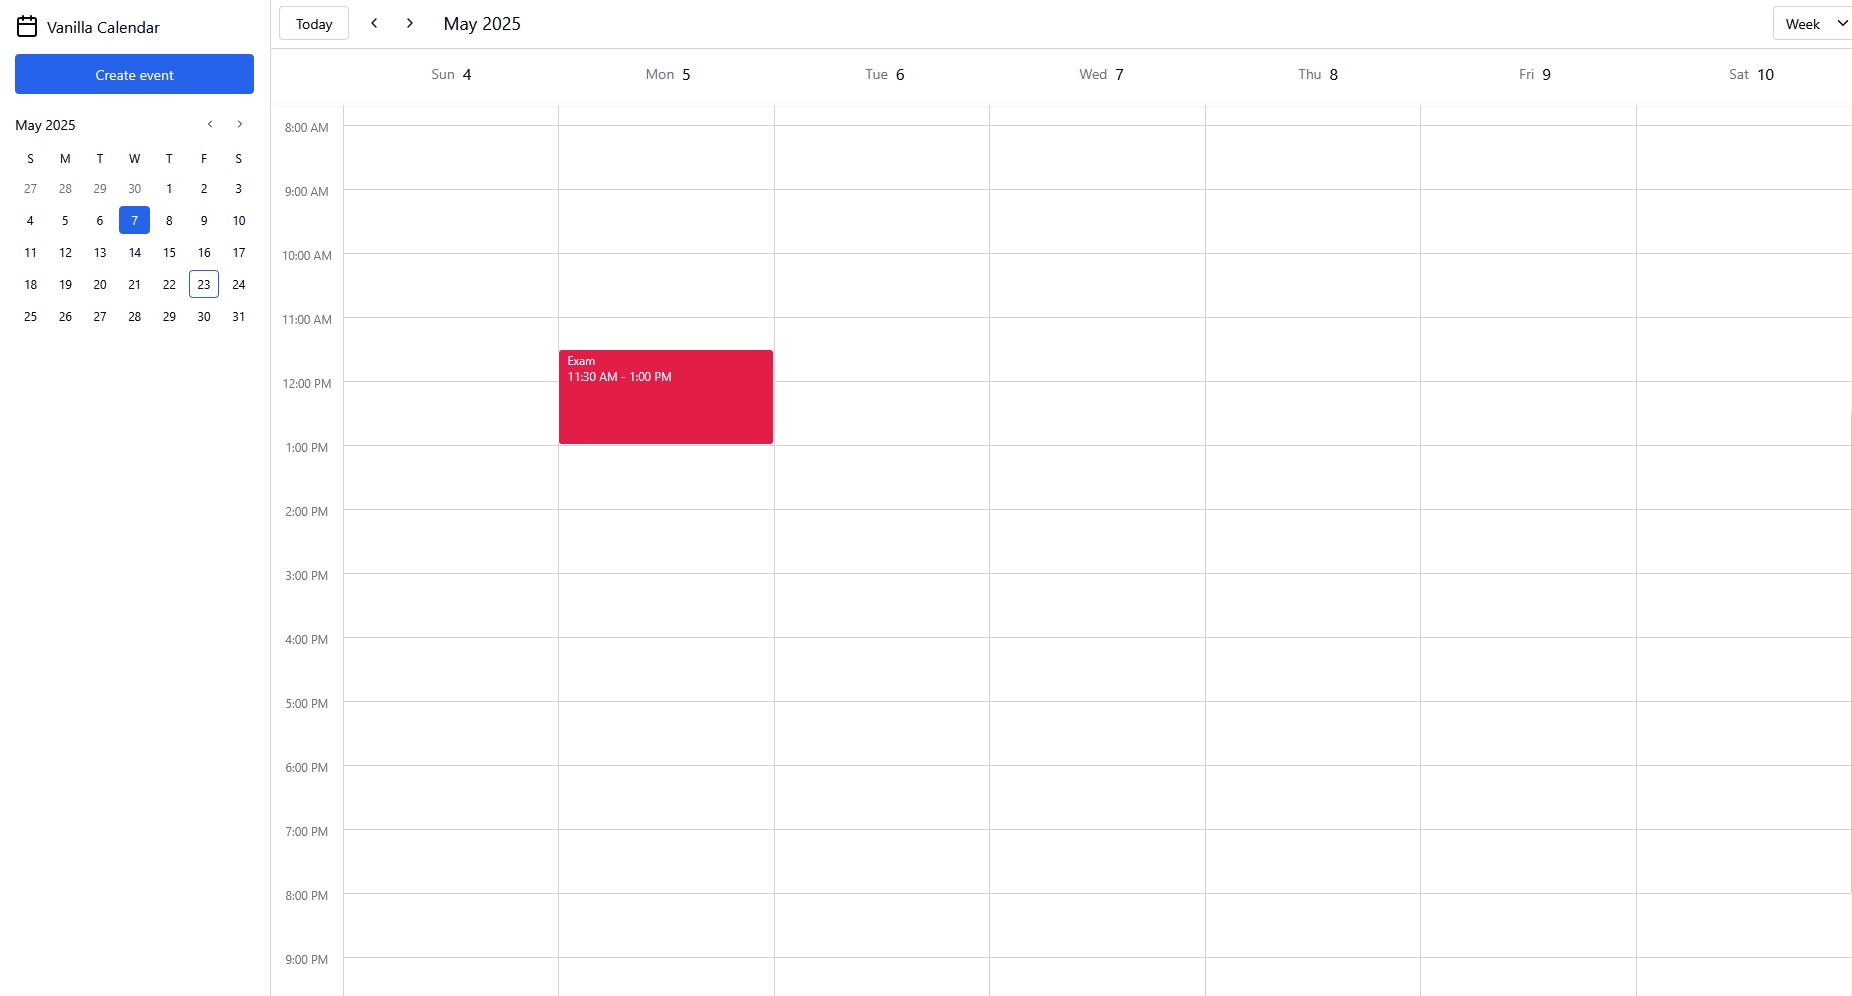 Vanilla Calendar
Create event
May 2025
S M T W T F S
27 28 29 30 1 2 3
4 5 6 7 8 9 10
11 12 13 14 15 16 17
18 19 20 21 22 23 24
25 26 27 28 29 30 31
Today
May 2025
Week
Sun 4 Mon 5 Tue 6 Wed 7 Thu 8 Fri 9 Sat 10
8:00 AM
9:00 AM
10:00 AM
11:00 AM
Exam
11:30 AM - 1:00 PM
12:00 PM
1:00 PM
2:00 PM
3:00 PM
4:00 PM
5:00 PM
6:00 PM
7:00 PM
8:00 PM
9:00 PM